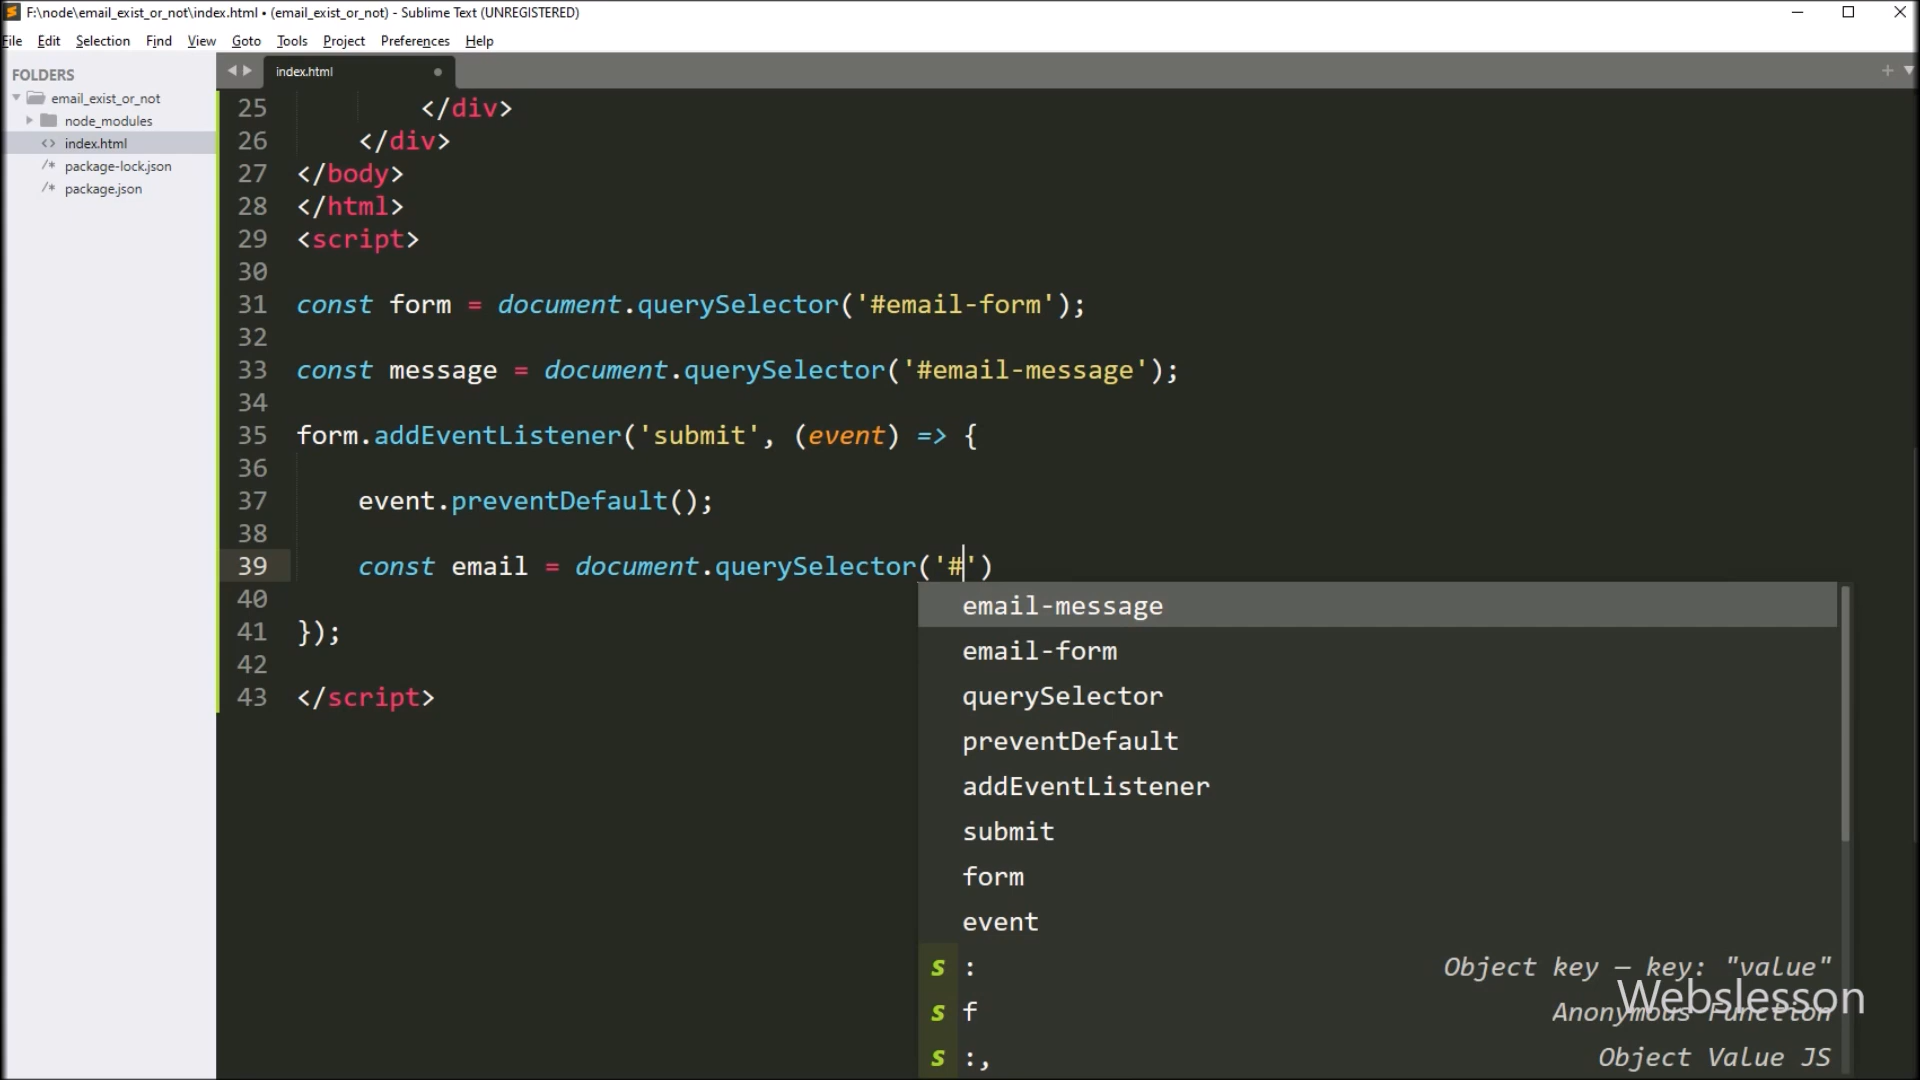 F:\node\email_exist_or_not\index.html • (email_exist_or_not) - Sublime Text (UNREGISTERED)
File Edit Selection Find View Goto Tools Project Preferences Help
FOLDERS
email_exist_or_not
node_modules
<> index.html
/* package-lock.json
/* package.json
index.html
25 </div>
26 </div>
27 </body>
28 </html>
29 <script>
30
31 const form = document.querySelector('#email-form');
32
33 const message = document.querySelector('#email-message');
34
35 form.addEventListener('submit', (event) => {
36
37 event.preventDefault();
38
39 const email = document.querySelector('#')
40
41 });
42
43 </script>
email-message
email-form
querySelector
preventDefault
addEventListener
submit
form
event
s : Object key — key: "value"
s f Anonymous Function
s :, Object Value JS
Webslesson